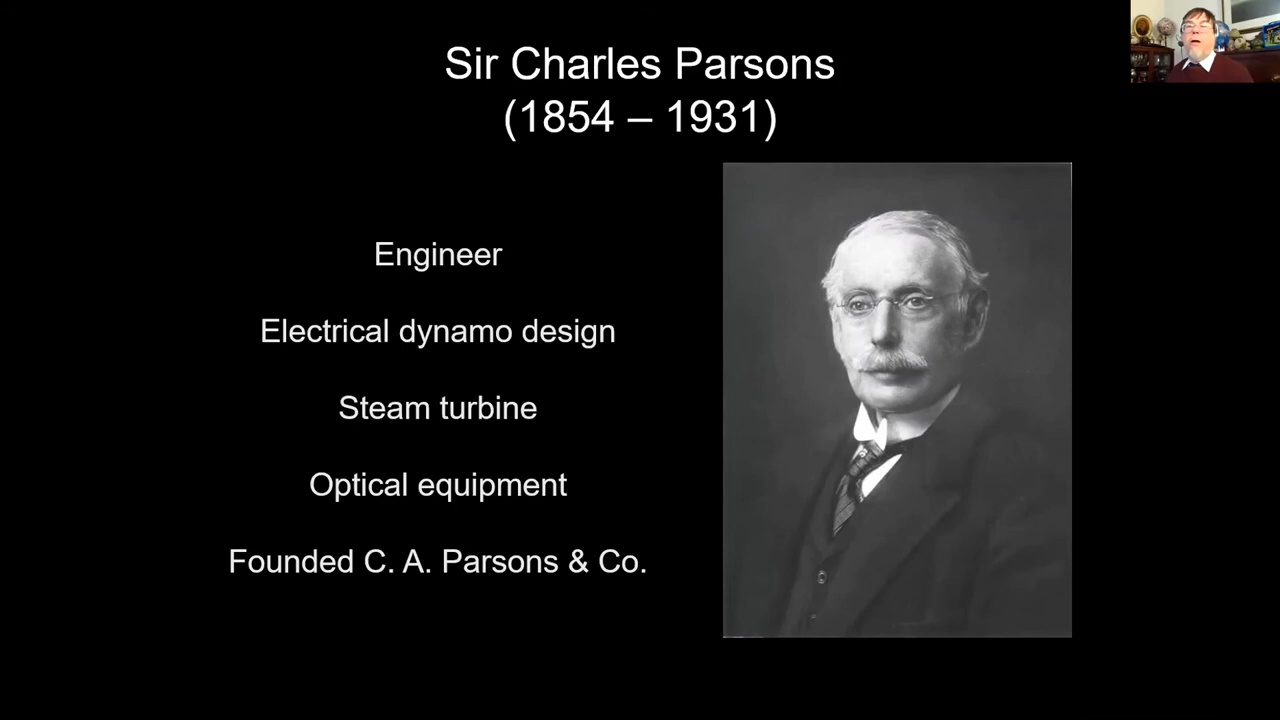 Sir Charles Parsons
(1854 – 1931)
Engineer
Electrical dynamo design
Steam turbine
Optical equipment
Founded C. A. Parsons & Co.